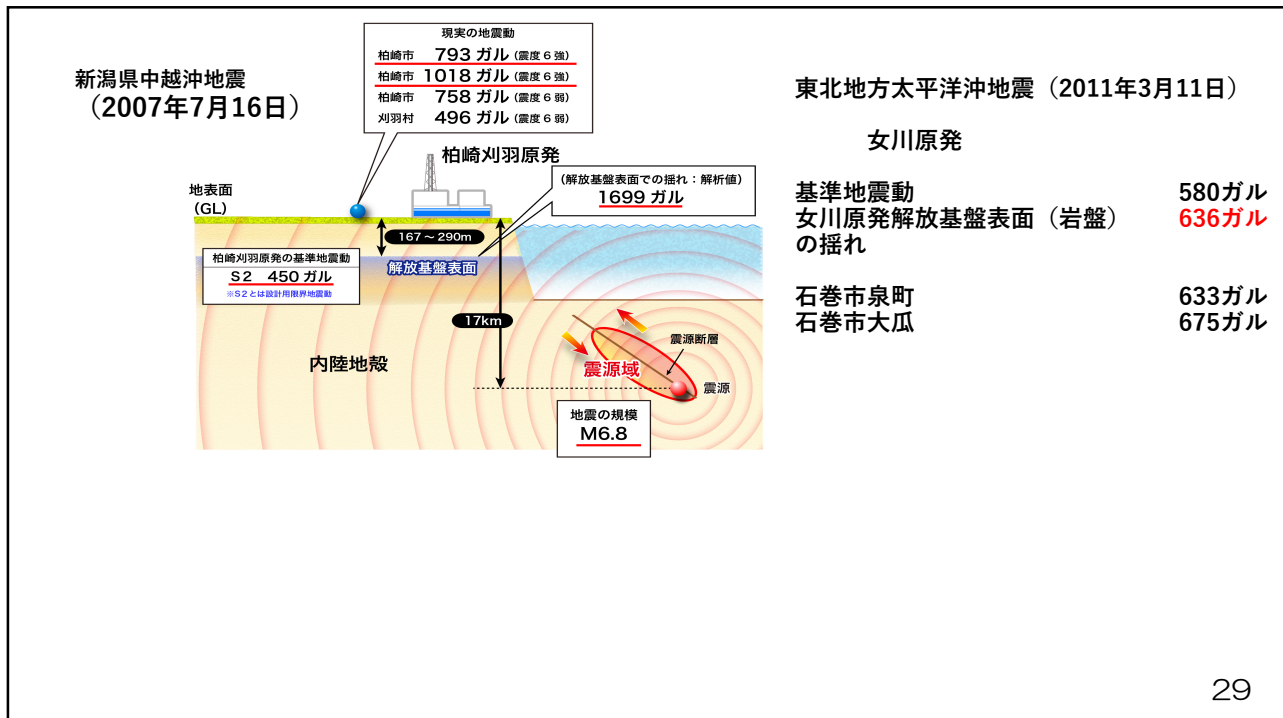 新潟県中越沖地震
（2007年7月16日）
現実の地震動
柏崎市 793 ガル (震度 6 強)
柏崎市 1018 ガル (震度 6 強)
柏崎市 758 ガル (震度 6 弱)
刈羽村 496 ガル (震度 6 弱)
柏崎刈羽原発
(解放基盤表面での揺れ：解析値)
1699 ガル
地表面
(GL)
167～290m
解放基盤表面
柏崎刈羽原発の基準地震動
S2 450 ガル
※S2とは設計用限界地震動
17km
内陸地殻
震源断層
震源域
震源
地震の規模
M6.8
東北地方太平洋沖地震（2011年3月11日）
女川原発
基準地震動 580ガル
女川原発解放基盤表面（岩盤） 636ガル
の揺れ
石巻市泉町 633ガル
石巻市大瓜 675ガル
29